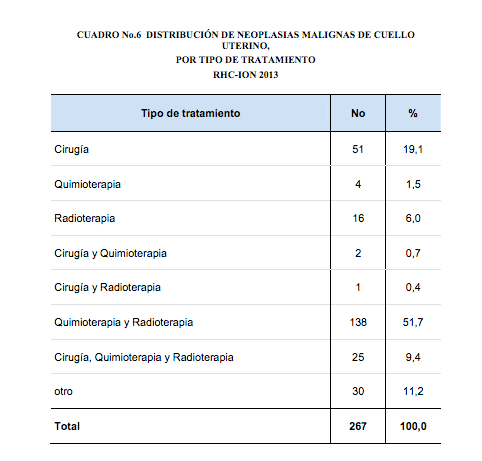 CUADRO No.6 DISTRIBUCIÓN DE NEOPLASIAS MALIGNAS DE CUELLO
UTERINO,
POR TIPO DE TRATAMIENTO
RHC-ION 2013
Tipo de tratamiento No %
Cirugía 51 19,1
Quimioterapia 4 1,5
Radioterapia 16 6,0
Cirugía y Quimioterapia 2 0,7
Cirugía y Radioterapia 1 0,4
Quimioterapia y Radioterapia 138 51,7
Cirugía, Quimioterapia y Radioterapia 25 9,4
otro 30 11,2
Total 267 100,0